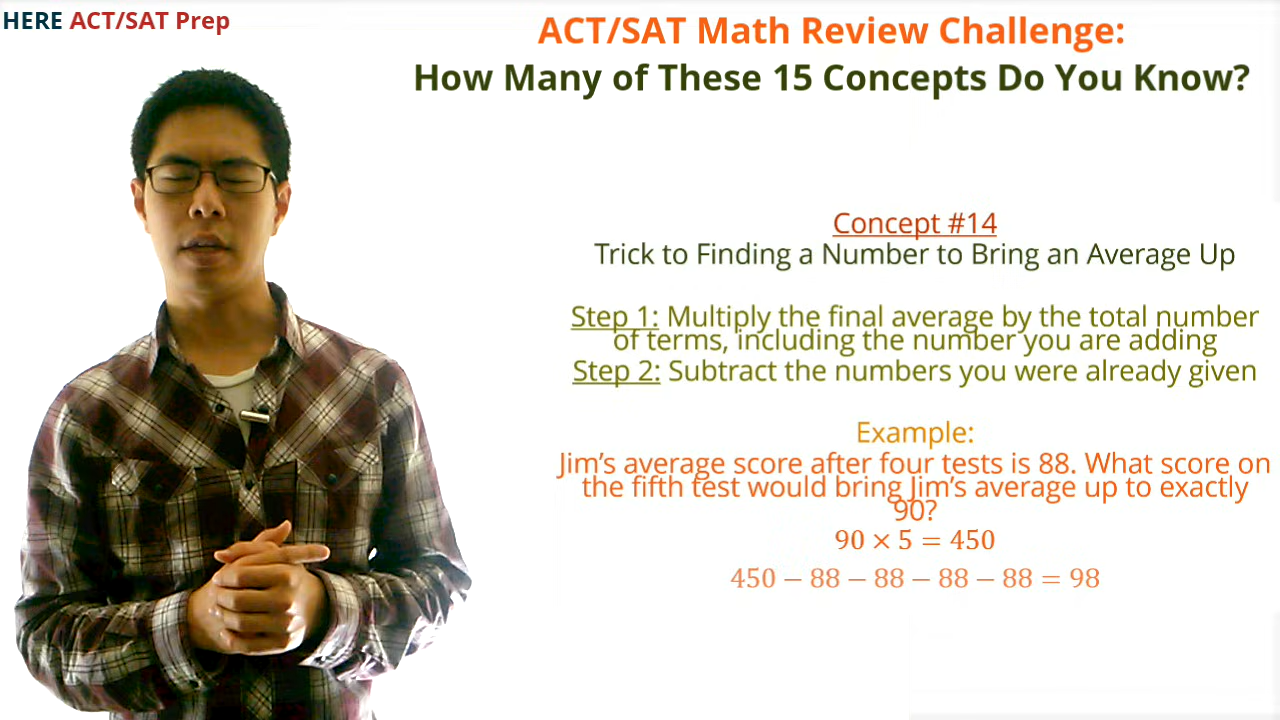 HERE ACT/SAT Prep
ACT/SAT Math Review Challenge:
How Many of These 15 Concepts Do You Know?
Concept #14
Trick to Finding a Number to Bring an Average Up
Step 1: Multiply the final average by the total number
of terms, including the number you are adding
Step 2: Subtract the numbers you were already given
Example:
Jim’s average score after four tests is 88. What score on
the fifth test would bring Jim’s average up to exactly
90?
90 × 5 = 450
450 − 88 − 88 − 88 − 88 = 98